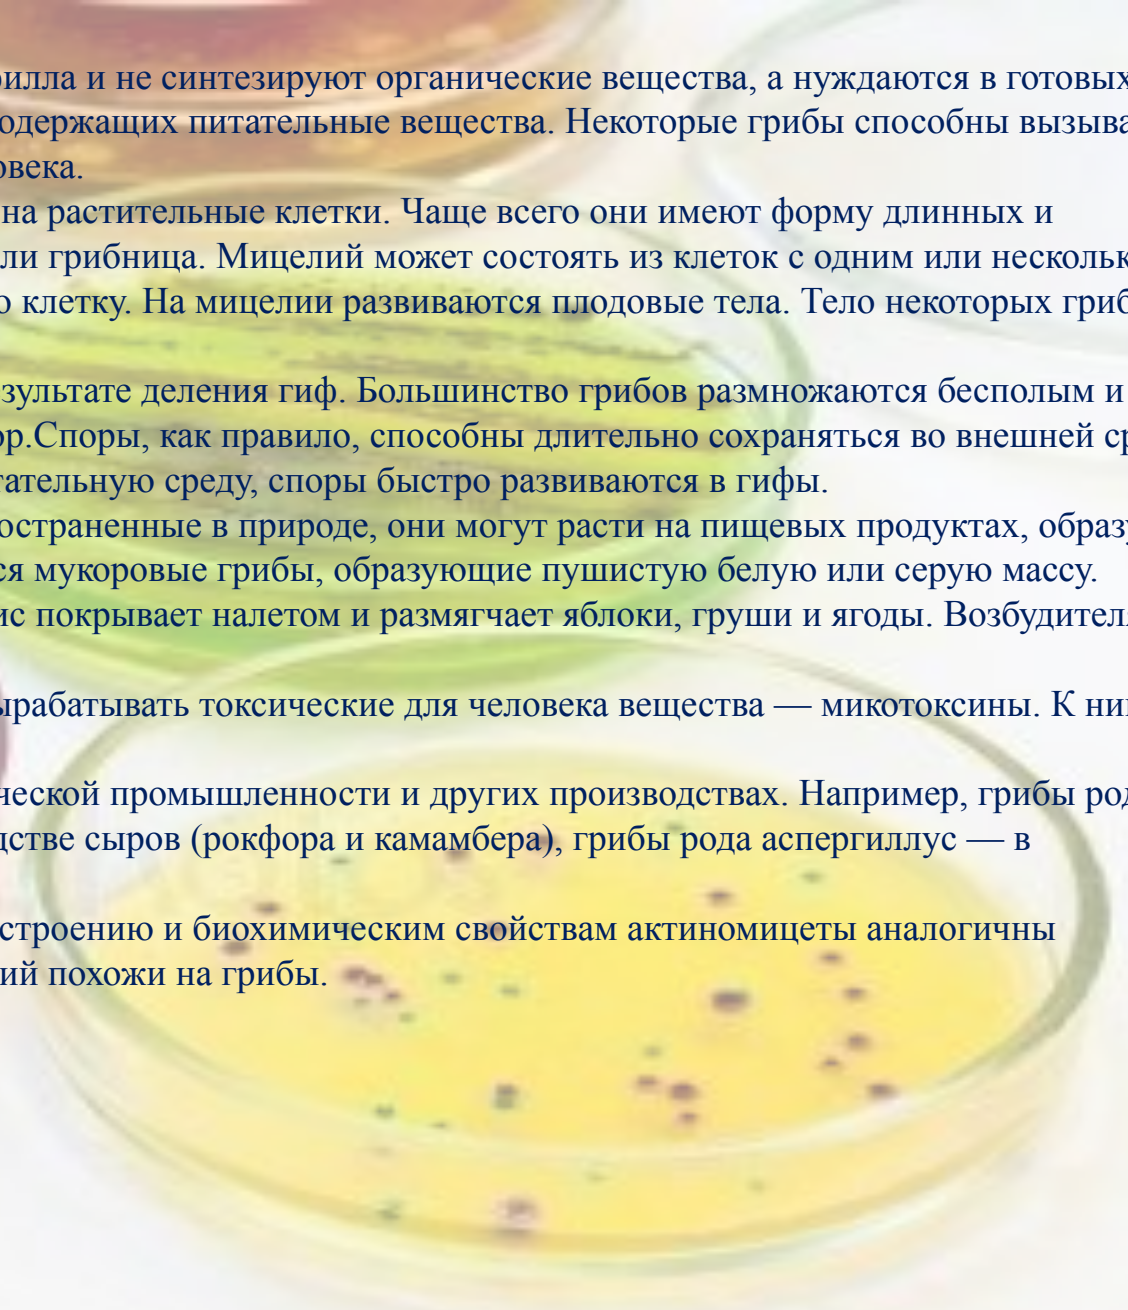 рилла и не синтезируют органические вещества, а нуждаются в готовых
одержащих питательные вещества. Некоторые грибы способны вызыва
овека.
на растительные клетки. Чаще всего они имеют форму длинных и
ли грибница. Мицелий может состоять из клеток с одним или нескольк
о клетку. На мицелии развиваются плодовые тела. Тело некоторых гриб
зультате деления гиф. Большинство грибов размножаются бесполым и
ор.Споры, как правило, способны длительно сохраняться во внешней ср
тательную среду, споры быстро развиваются в гифы.
остраненные в природе, они могут расти на пищевых продуктах, образу
ся мукоровые грибы, образующие пушистую белую или серую массу.
ис покрывает налетом и размягчает яблоки, груши и ягоды. Возбудителя
ырабатывать токсические для человека вещества — микотоксины. К ни
ческой промышленности и других производствах. Например, грибы род
дстве сыров (рокфора и камамбера), грибы рода аспергиллус — в
строению и биохимическим свойствам актиномицеты аналогичны
ий похожи на грибы.